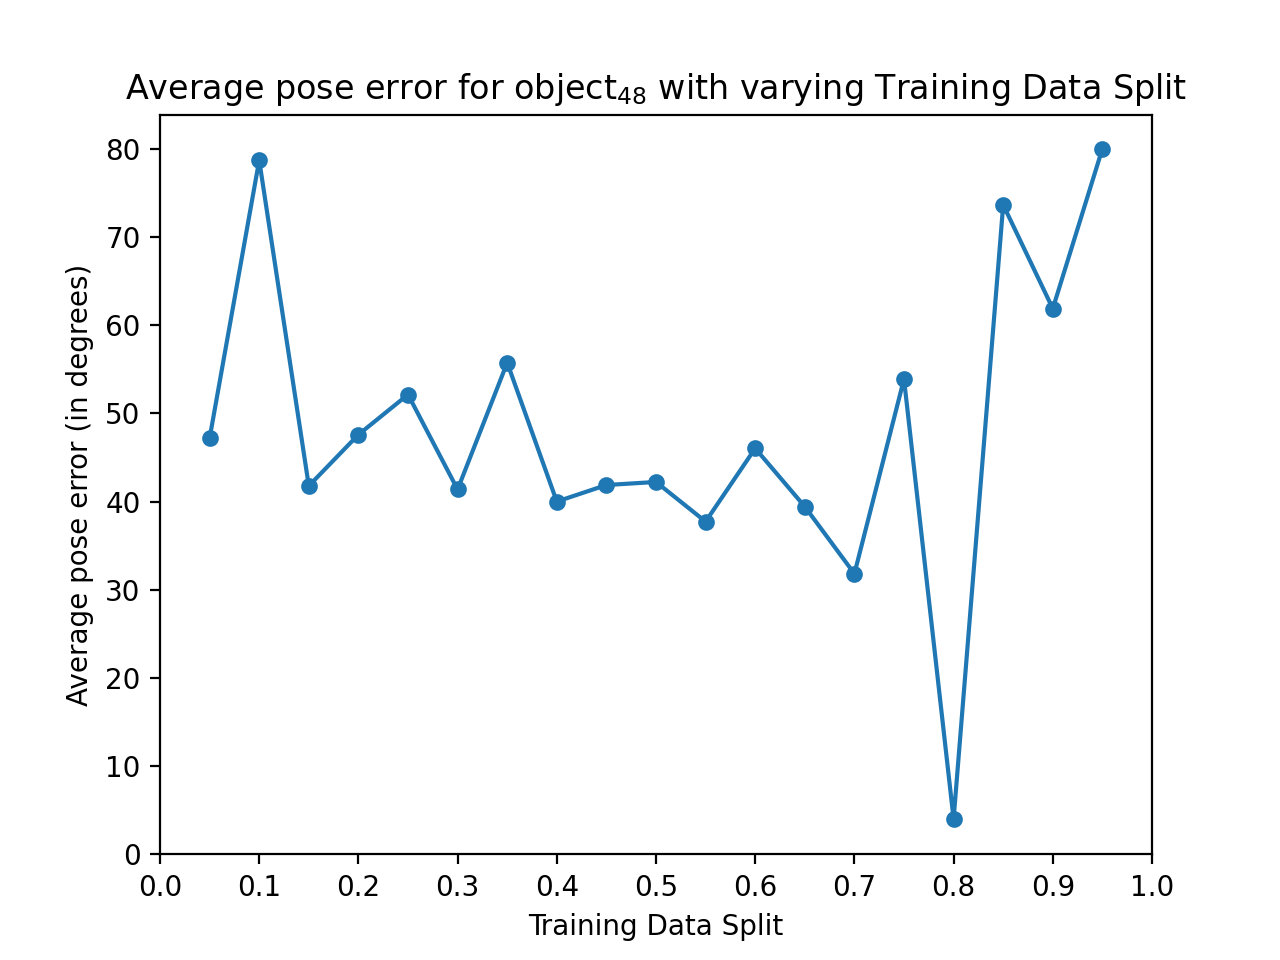 Average pose error for object₄₈ with varying Training Data Split
Average pose error (in degrees)
80
70
60
50
40
30
20
10
0
0.0 0.1 0.2 0.3 0.4 0.5 0.6 0.7 0.8 0.9 1.0
Training Data Split